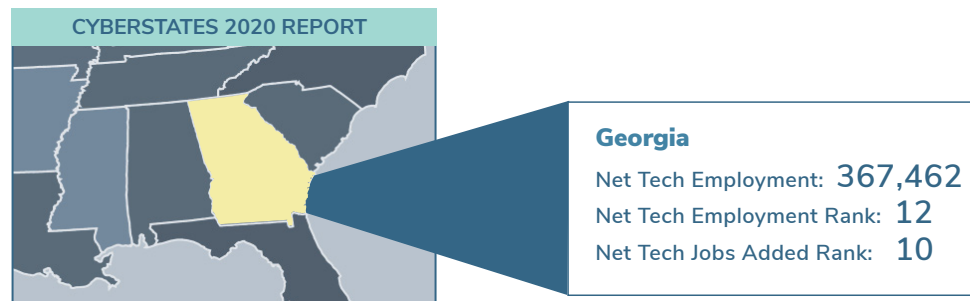 CYBERSTATES 2020 REPORT
Georgia
Net Tech Employment: 367,462
Net Tech Employment Rank: 12
Net Tech Jobs Added Rank: 10